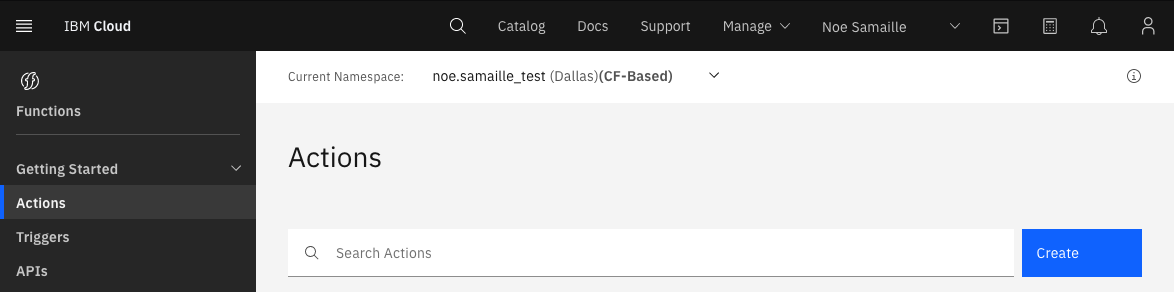 IBM Cloud Catalog Docs Support Manage Noe Samaille
Current Namespace: noe.samaille_test (Dallas)(CF-Based)
Functions
Getting Started
Actions
Triggers
APIs
Actions
Search Actions Create